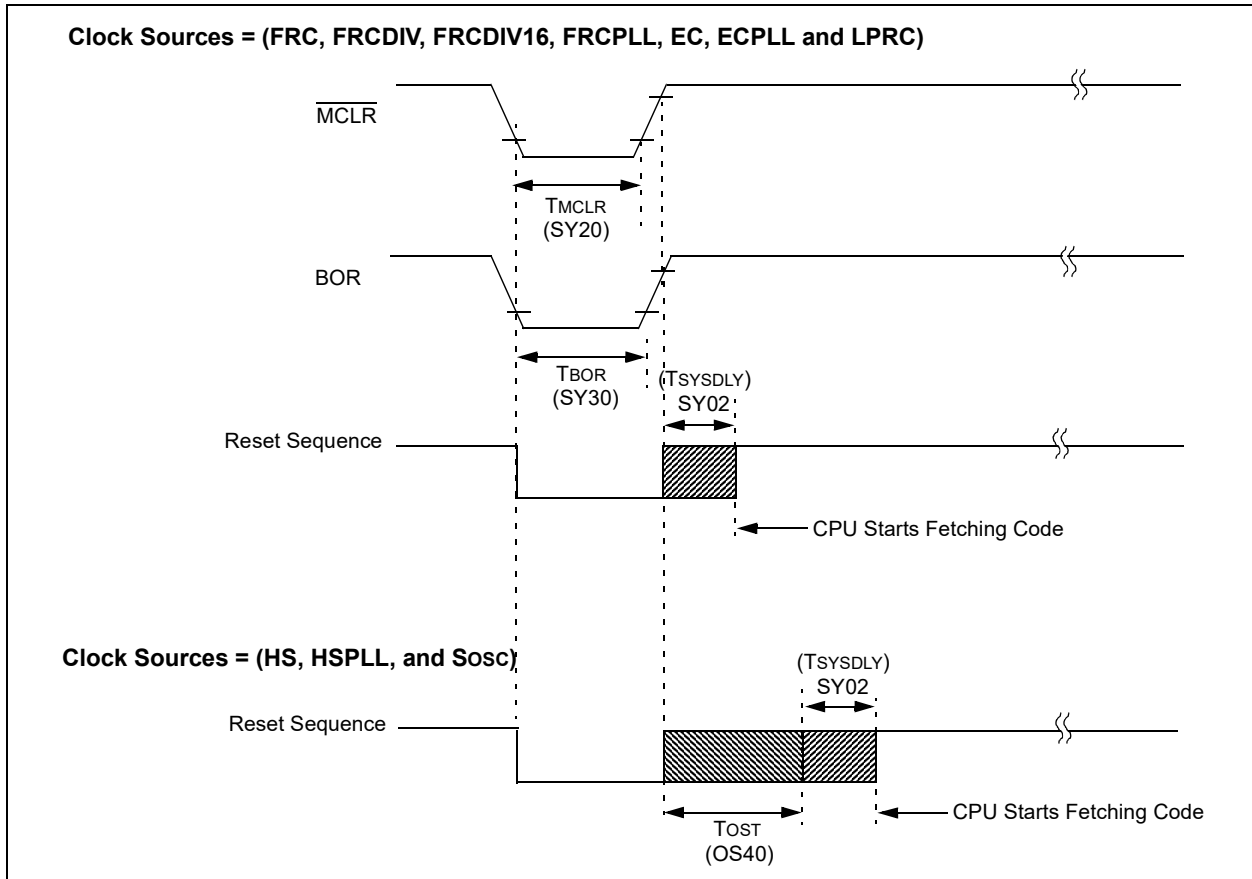 Clock Sources = (FRC, FRCDIV, FRCDIV16, FRCPLL, EC, ECPLL and LPRC)
MCLR
TMCLR
(SY20)
BOR
TBOR
(SY30)
(TSYSDLY)
SY02
Reset Sequence
CPU Starts Fetching Code
Clock Sources = (HS, HSPLL, and SOSC)
(TSYSDLY)
SY02
Reset Sequence
CPU Starts Fetching Code
TOST
(OS40)